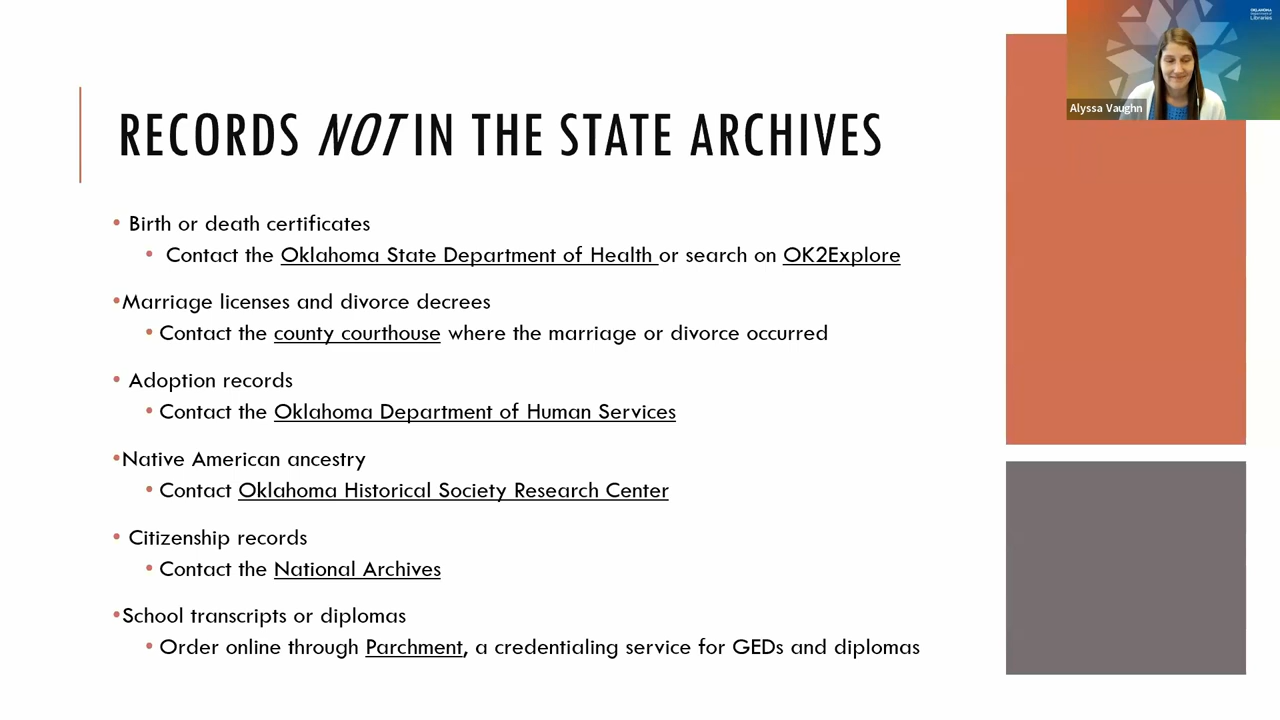 OKLAHOMA
Department of
Libraries
Alyssa Vaughn
RECORDS NOT IN THE STATE ARCHIVES
• Birth or death certificates
• Contact the Oklahoma State Department of Health or search on OK2Explore
•Marriage licenses and divorce decrees
• Contact the county courthouse where the marriage or divorce occurred
• Adoption records
• Contact the Oklahoma Department of Human Services
•Native American ancestry
• Contact Oklahoma Historical Society Research Center
• Citizenship records
• Contact the National Archives
•School transcripts or diplomas
• Order online through Parchment, a credentialing service for GEDs and diplomas